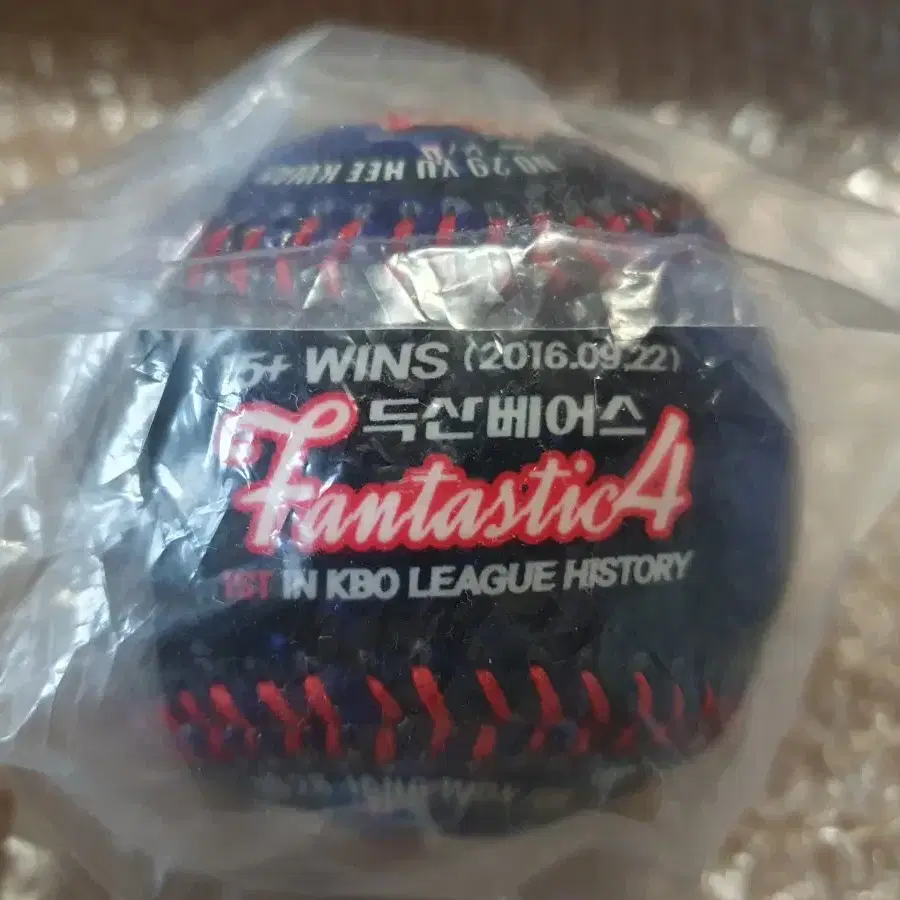 NO 29 YU HEE KWAN
5+ WINS (2016.09.22)
두산베어스
Fantastic4
1ST IN KBO LEAGUE HISTORY